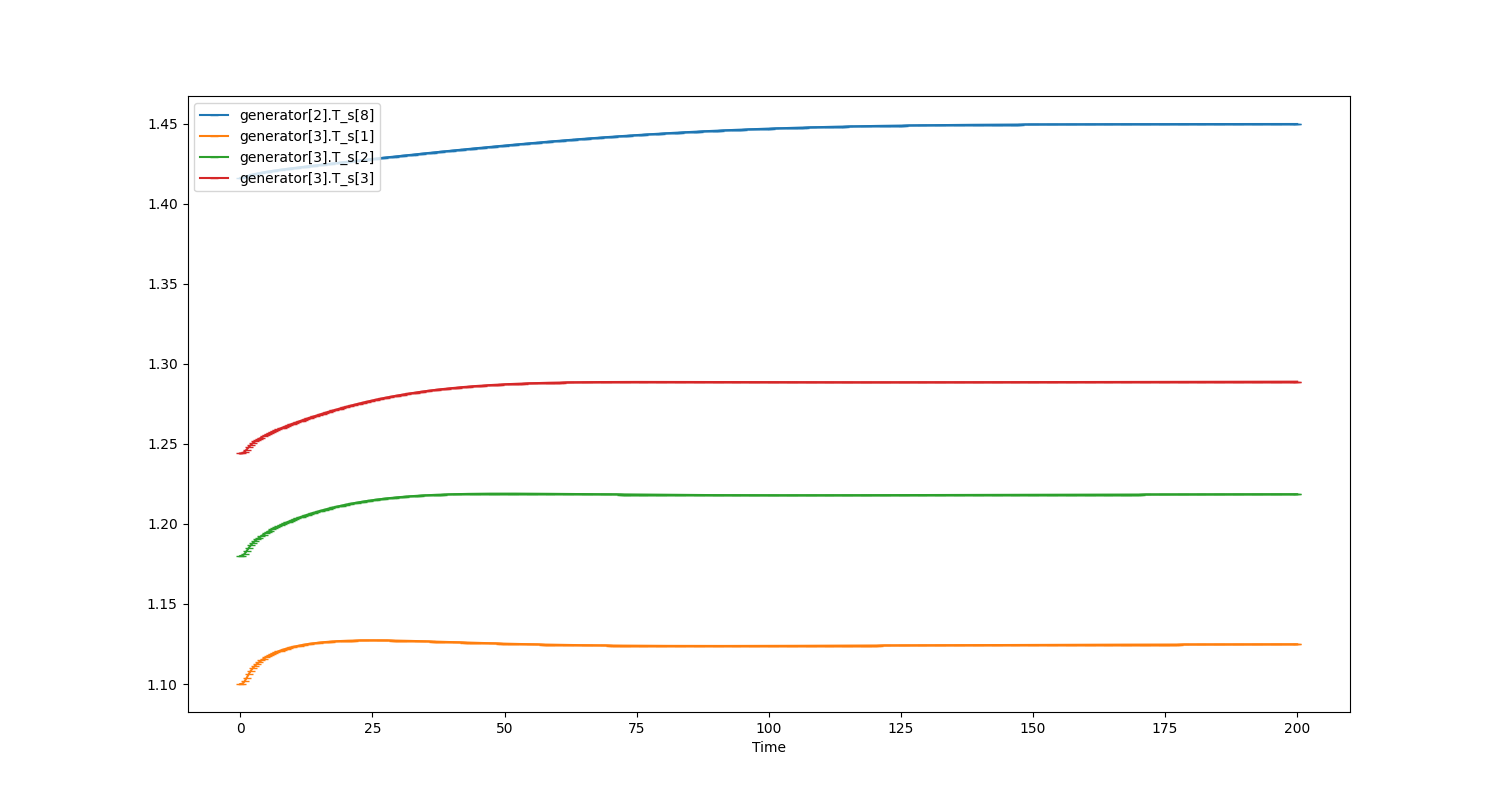 generator[2].T_s[8]
generator[3].T_s[1]
generator[3].T_s[2]
generator[3].T_s[3]
1.45
1.40
1.35
1.30
1.25
1.20
1.15
1.10
0 25 50 75 100 125 150 175 200
Time